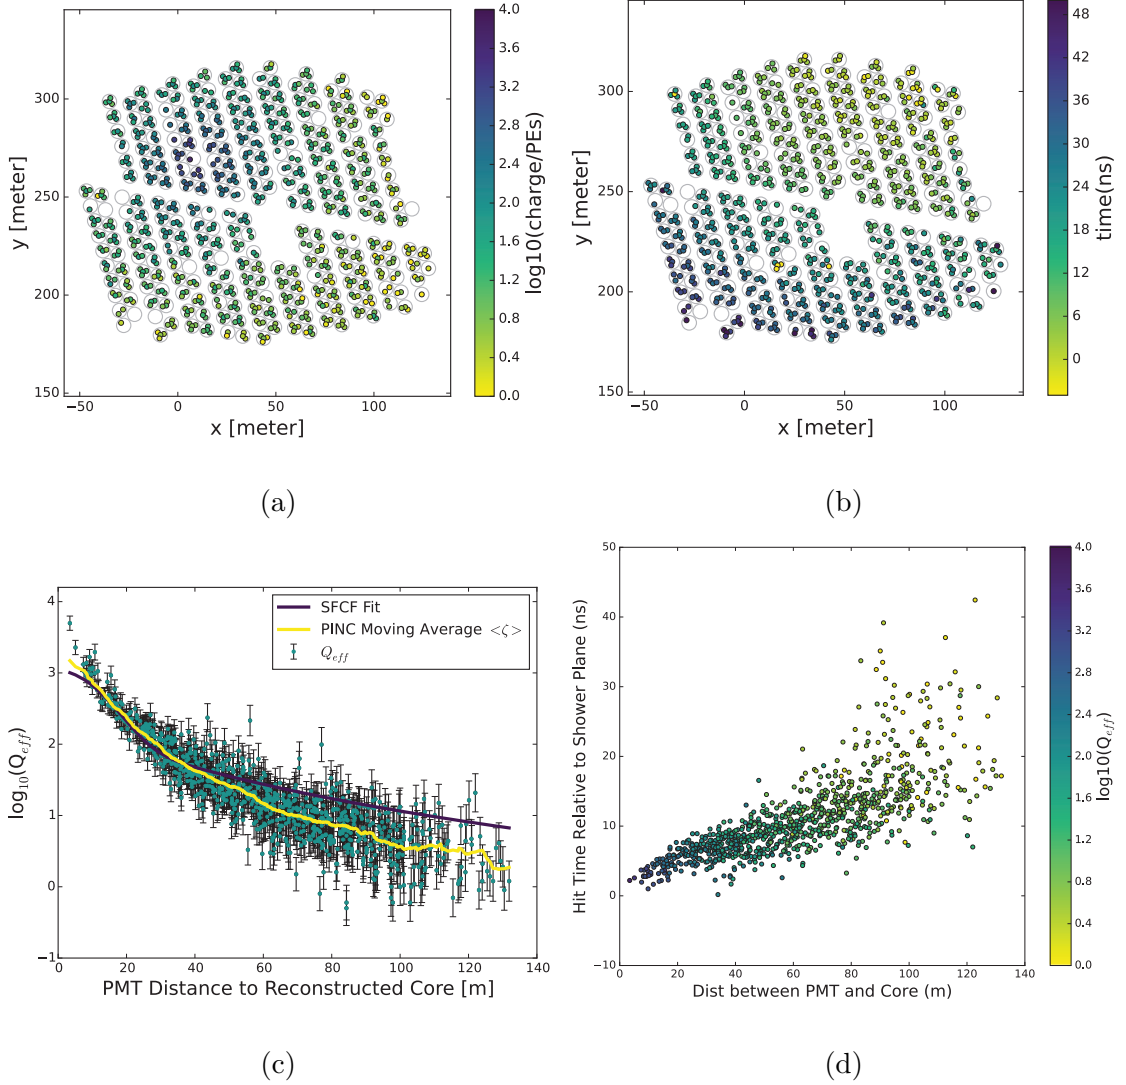 4.0
3.6
3.2
2.8
2.4
2.0
1.6
1.2
0.8
0.4
0.0
log10(charge/PEs)
300
250
200
150
y [meter]
−50 0 50 100
x [meter]
(a)
48
42
36
30
24
18
12
6
0
time(ns)
300
250
200
150
y [meter]
−50 0 50 100
x [meter]
(b)
4
3
2
1
0
−1
log₁₀(Q_eff)
SFCF Fit
PINC Moving Average <ζ>
Q_eff
0 20 40 60 80 100 120 140
PMT Distance to Reconstructed Core [m]
(c)
50
40
30
20
10
0
−10
Hit Time Relative to Shower Plane (ns)
0 20 40 60 80 100 120 140
Dist between PMT and Core (m)
4.0
3.6
3.2
2.8
2.4
2.0
1.6
1.2
0.8
0.4
0.0
log10(Q_eff)
(d)